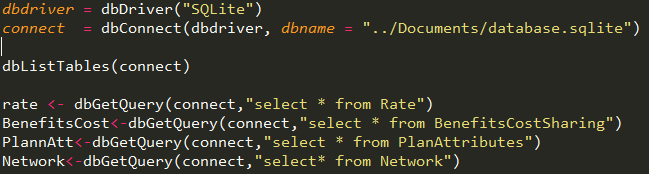 dbdriver = dbDriver("SQLite")
connect  = dbConnect(dbdriver, dbname = "../Documents/database.sqlite")
dbListTables(connect)
rate <- dbGetQuery(connect,"select * from Rate")
BenefitsCost<-dbGetQuery(connect,"select * from BenefitsCostSharing")
PlannAtt<-dbGetQuery(connect,"select * from PlanAttributes")
Network<-dbGetQuery(connect,"select* from Network")